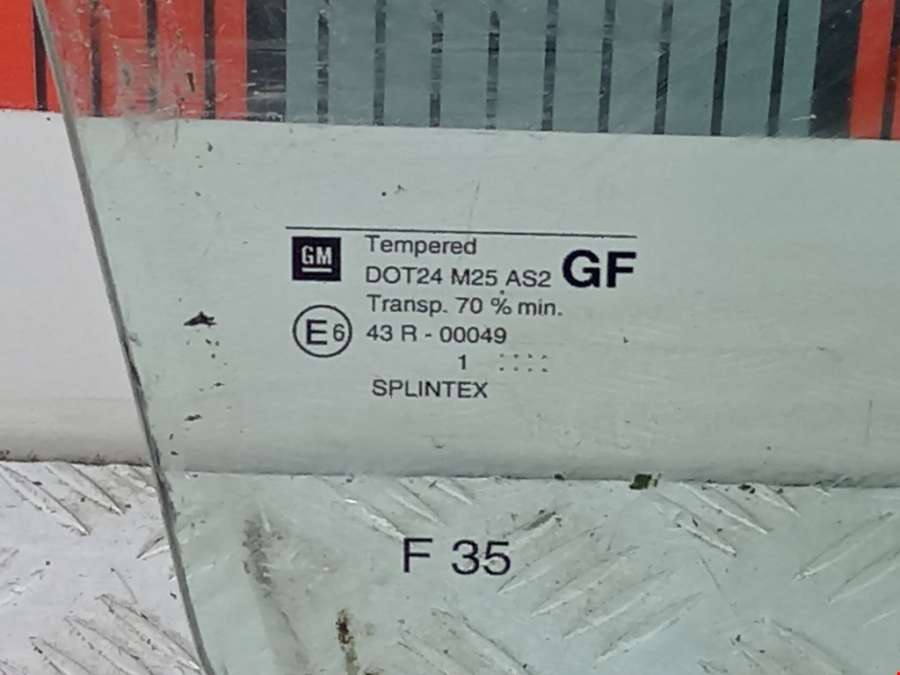 GM Tempered
DOT24 M25 AS2 GF
Transp. 70 % min.
E6 43 R - 00049
1
SPLINTEX
F 35